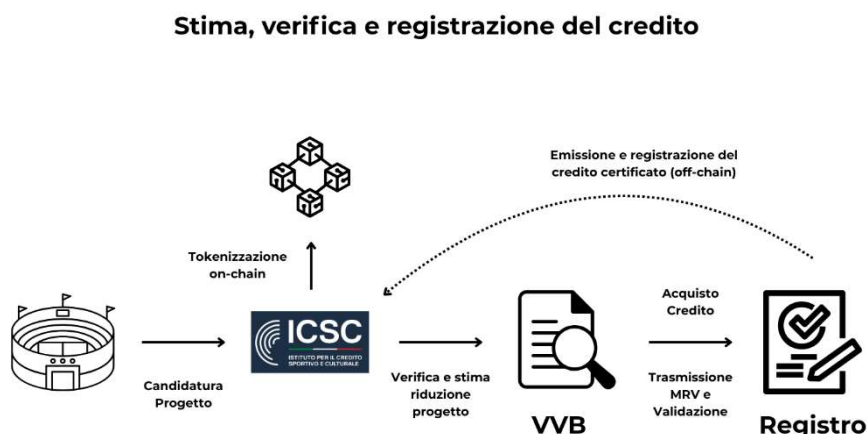 Stima, verifica e registrazione del credito
Emissione e registrazione del
credito certificato (off-chain)
Tokenizzazione
on-chain
Acquisto
Credito
ICSC
ISTITUTO PER IL CREDITO
SPORTIVO E CULTURALE
Candidatura
Progetto
Verifica e stima
riduzione
progetto
Trasmissione
MRV e
Validazione
VVB
Registro